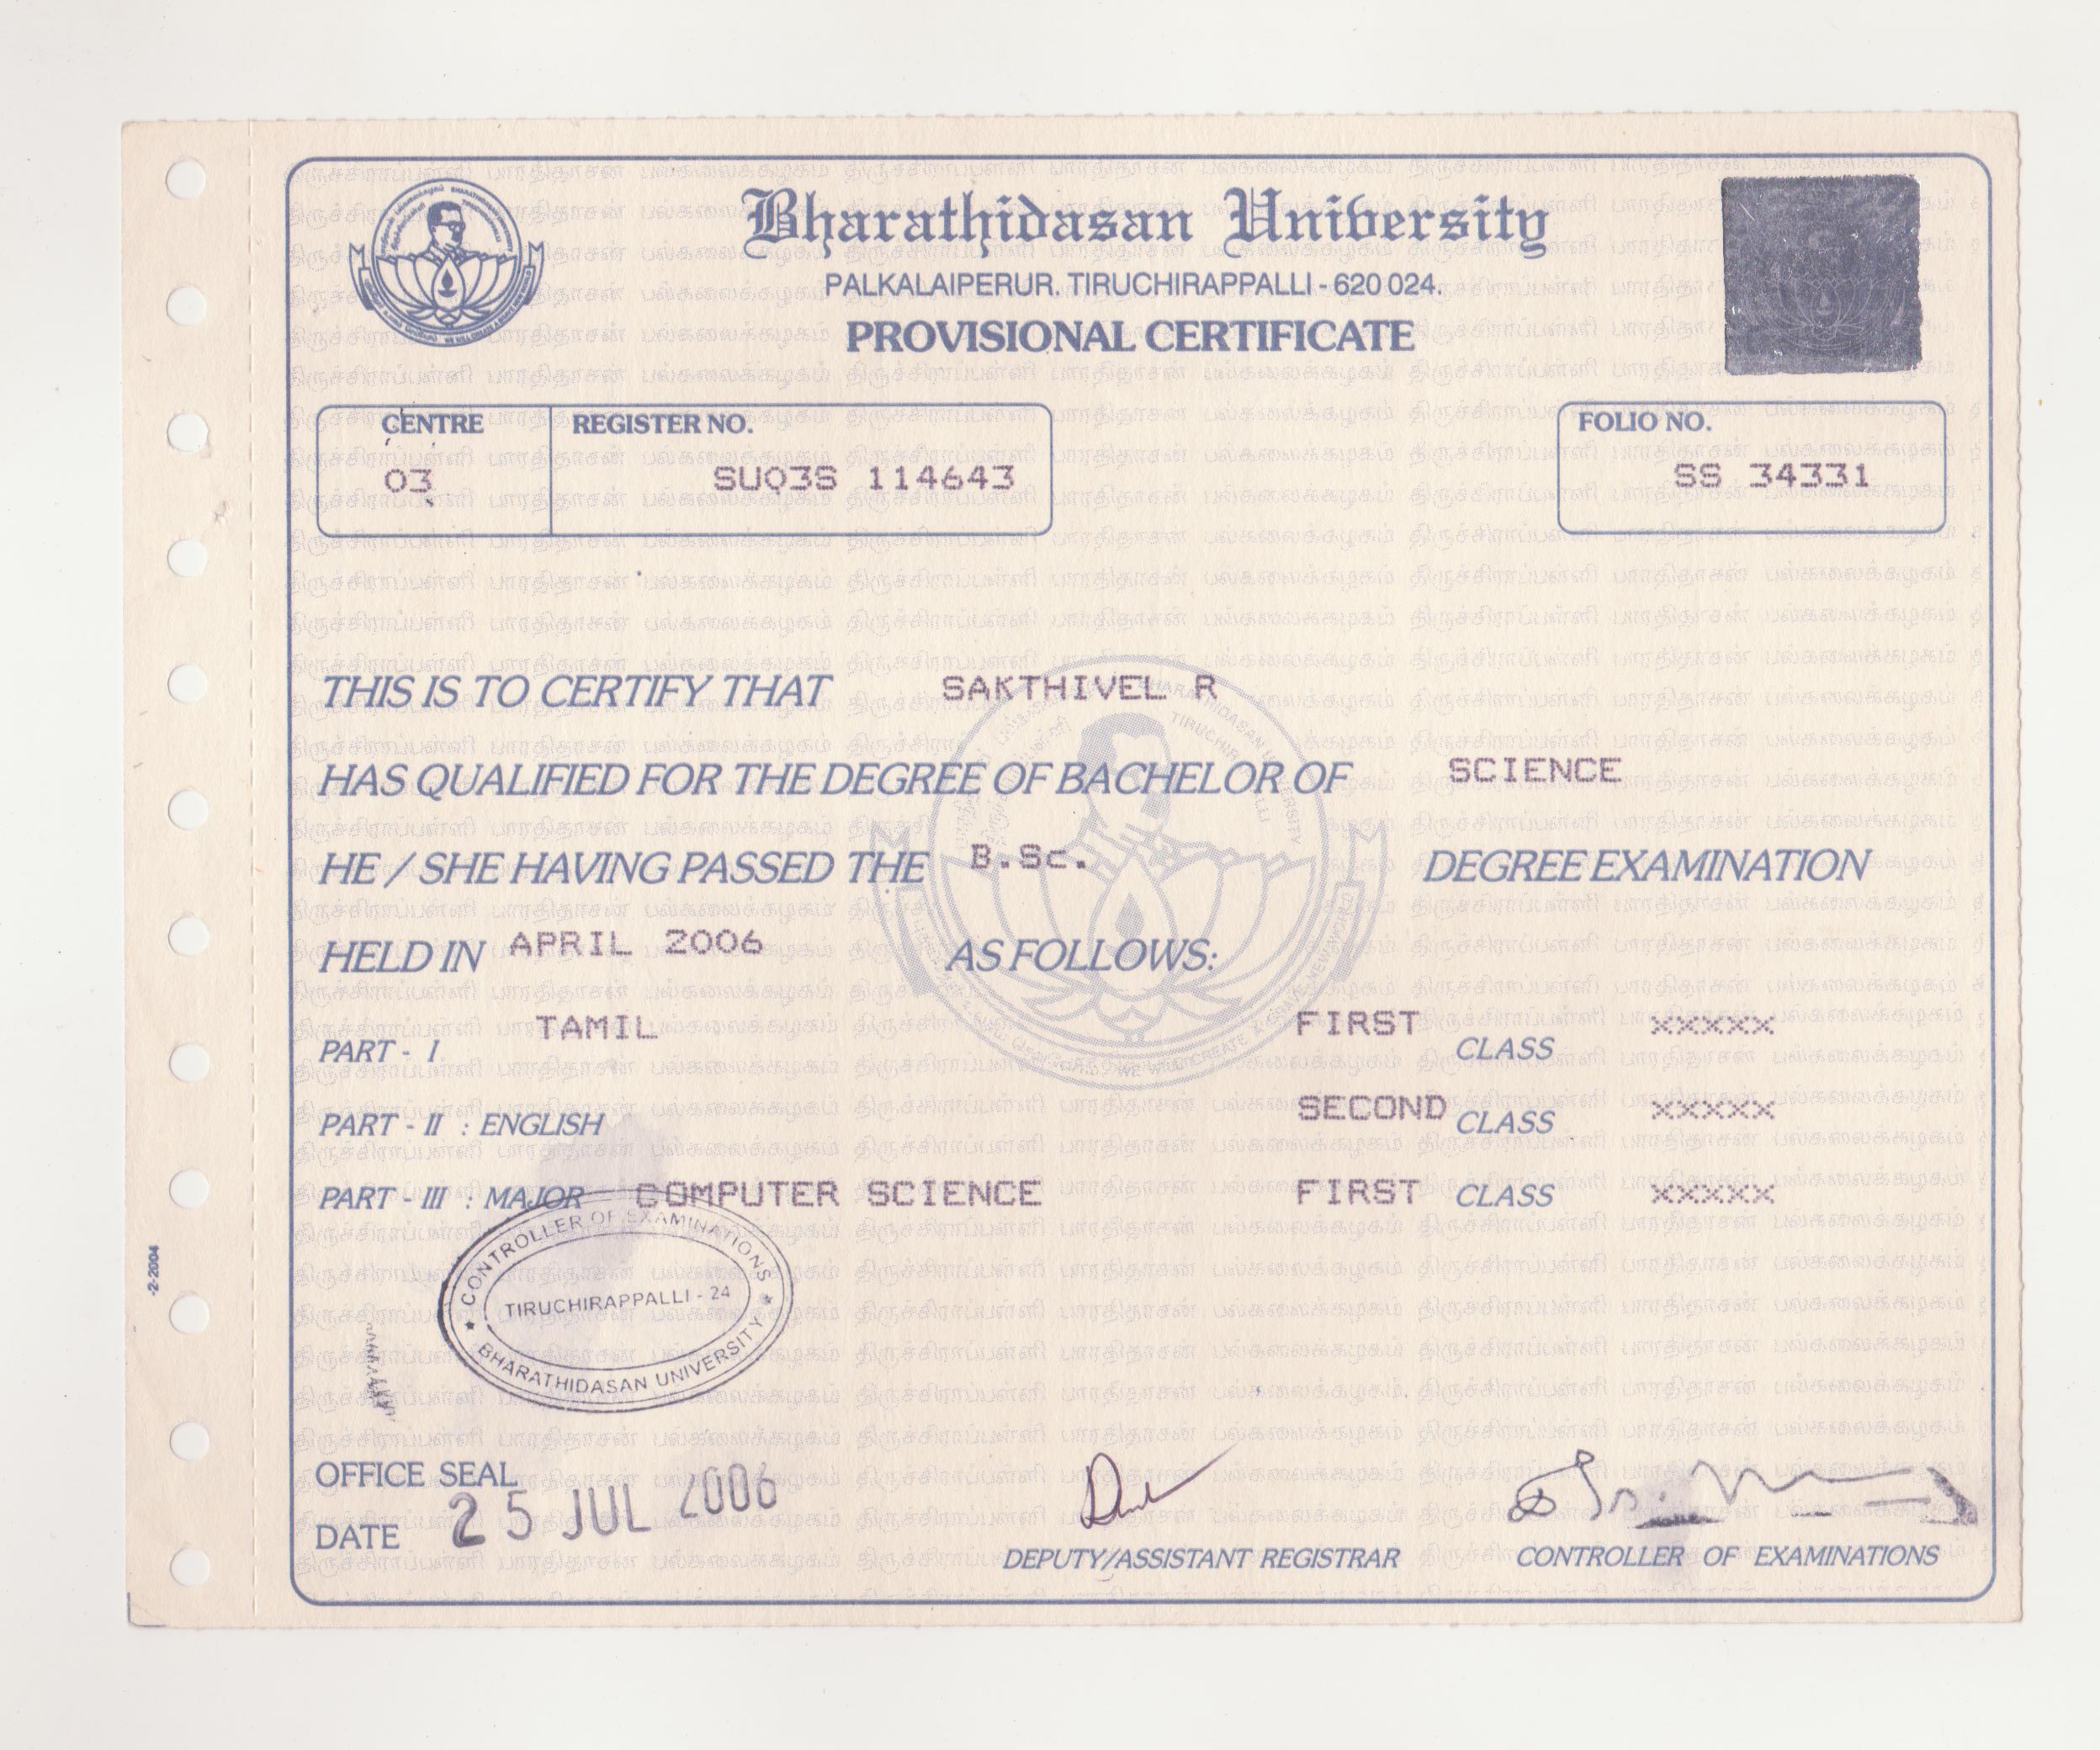 Bharathidasan University
PALKALAIPERUR, TIRUCHIRAPPALLI - 620 024.
PROVISIONAL CERTIFICATE
CENTRE
03
REGISTER NO.
SU03S 114643
FOLIO NO.
SS 34331
THIS IS TO CERTIFY THAT SAKTHIVEL R
HAS QUALIFIED FOR THE DEGREE OF BACHELOR OF SCIENCE
HE / SHE HAVING PASSED THE B.Sc. DEGREE EXAMINATION
HELD IN APRIL 2006 AS FOLLOWS:
PART - I TAMIL FIRST CLASS xxxxx
PART - II : ENGLISH SECOND CLASS xxxxx
PART - III : MAJOR COMPUTER SCIENCE FIRST CLASS xxxxx
CONTROLLER OF EXAMINATIONS
TIRUCHIRAPPALLI - 24
BHARATHIDASAN UNIVERSITY
-2-2004
OFFICE SEAL
DATE 25 JUL 2006
DEPUTY/ASSISTANT REGISTRAR
CONTROLLER OF EXAMINATIONS